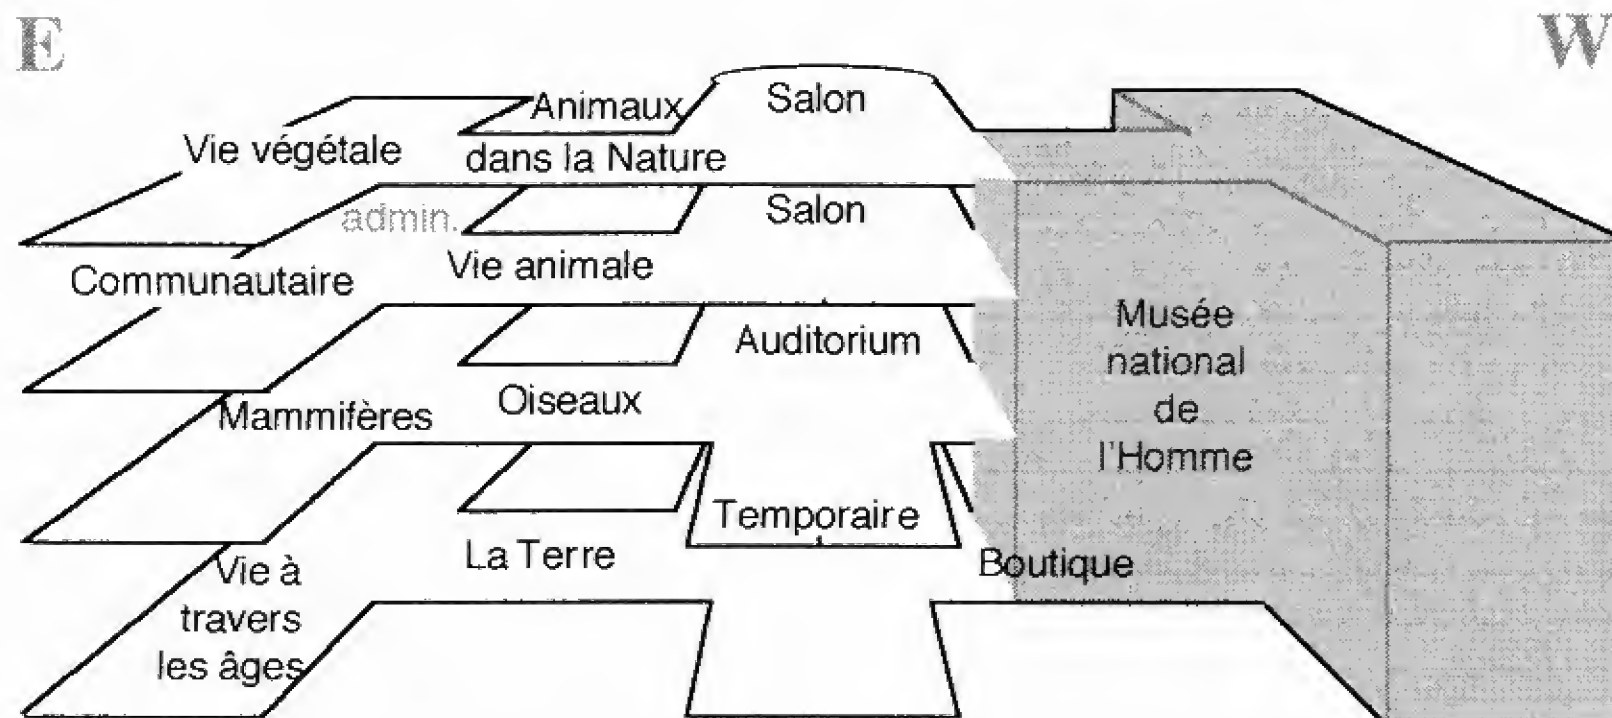 E
W
Animaux
Salon
Vie végétale
dans la Nature
admin.
Salon
Communautaire
Vie animale
Musée
national
de
l'Homme
Auditorium
Mammifères
Oiseaux
Temporaire
Vie à
travers
les âges
La Terre
Boutique